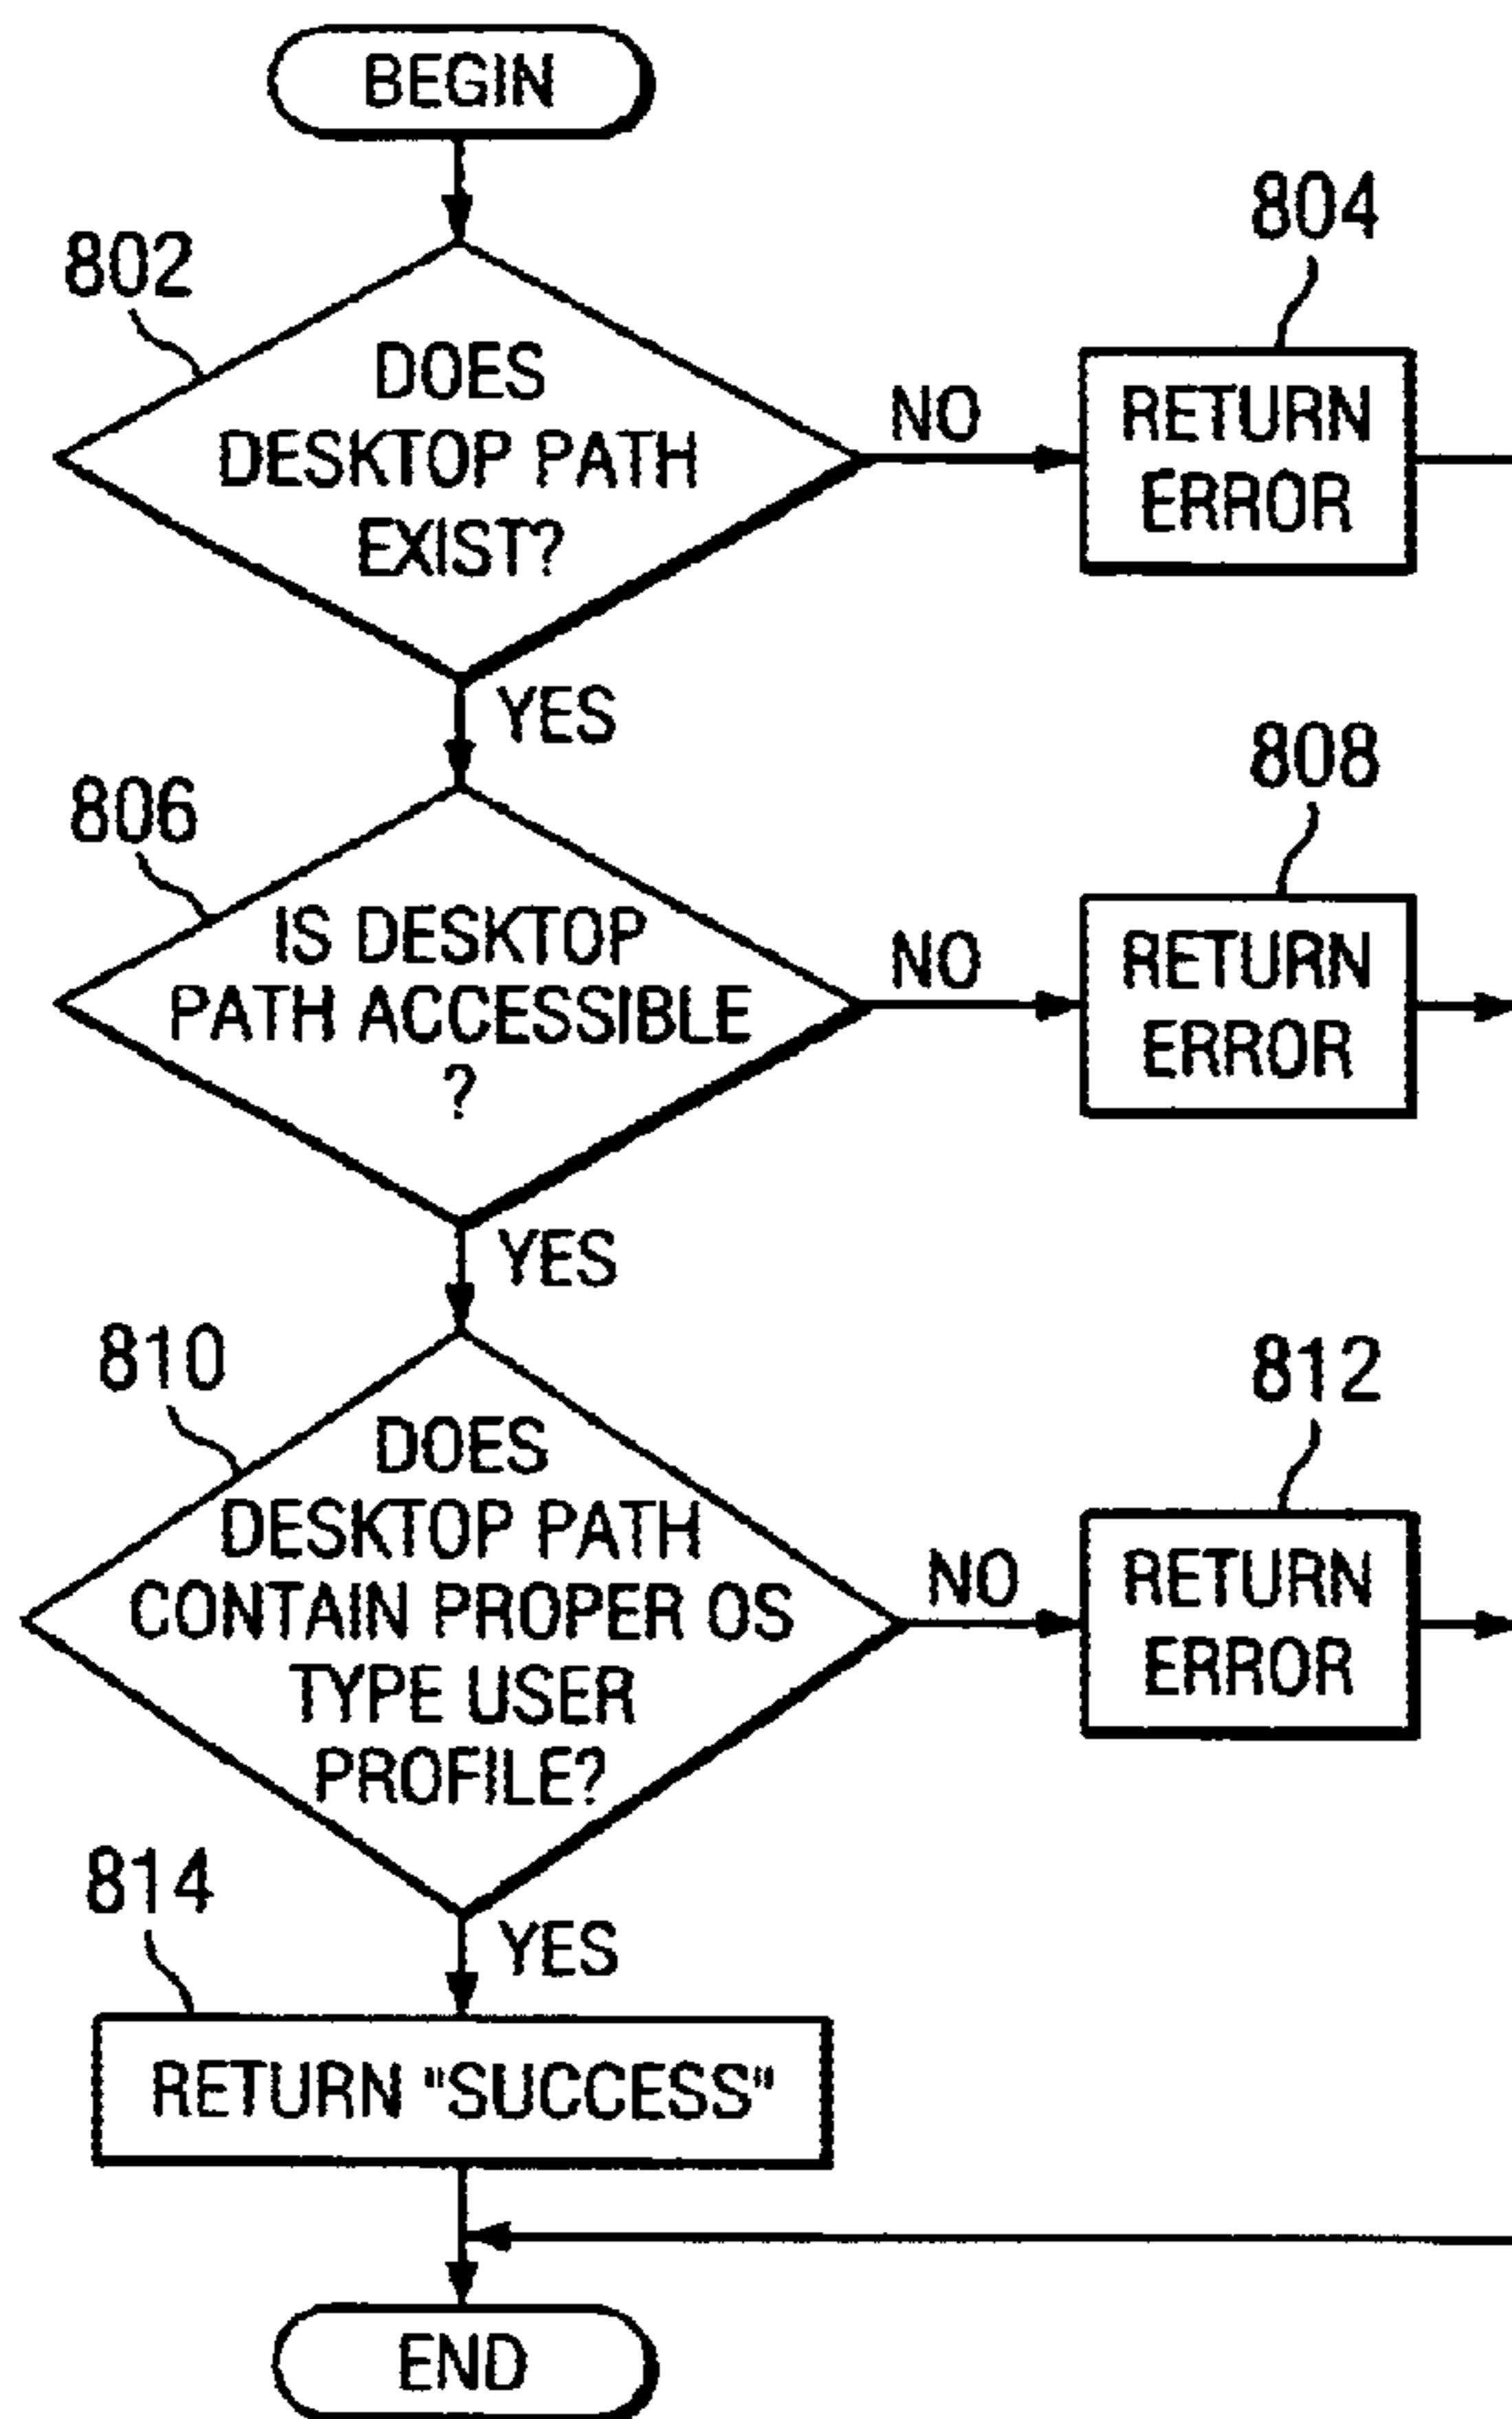 BEGIN
802
DOES
DESKTOP PATH
EXIST?
NO
804
RETURN
ERROR
YES
806
IS DESKTOP
PATH ACCESSIBLE
?
NO
808
RETURN
ERROR
YES
810
DOES
DESKTOP PATH
CONTAIN PROPER OS
TYPE USER
PROFILE?
NO
812
RETURN
ERROR
YES
814
RETURN "SUCCESS"
END